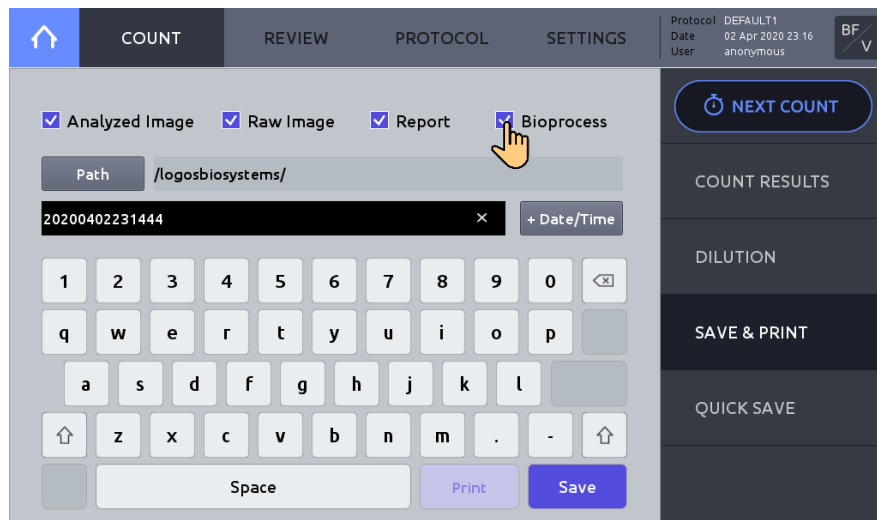 COUNT
REVIEW
PROTOCOL
SETTINGS
Protocol DEFAULT1
Date 02 Apr 2020 23:16
User anonymous
BF/V
Analyzed Image
Raw Image
Report
Bioprocess
Path
/logosbiosystems/
20200402231444
×
+ Date/Time
1 2 3 4 5 6 7 8 9 0
q w e r t y u i o p
a s d f g h j k l
z x c v b n m . -
Space
Print
Save
NEXT COUNT
COUNT RESULTS
DILUTION
SAVE & PRINT
QUICK SAVE